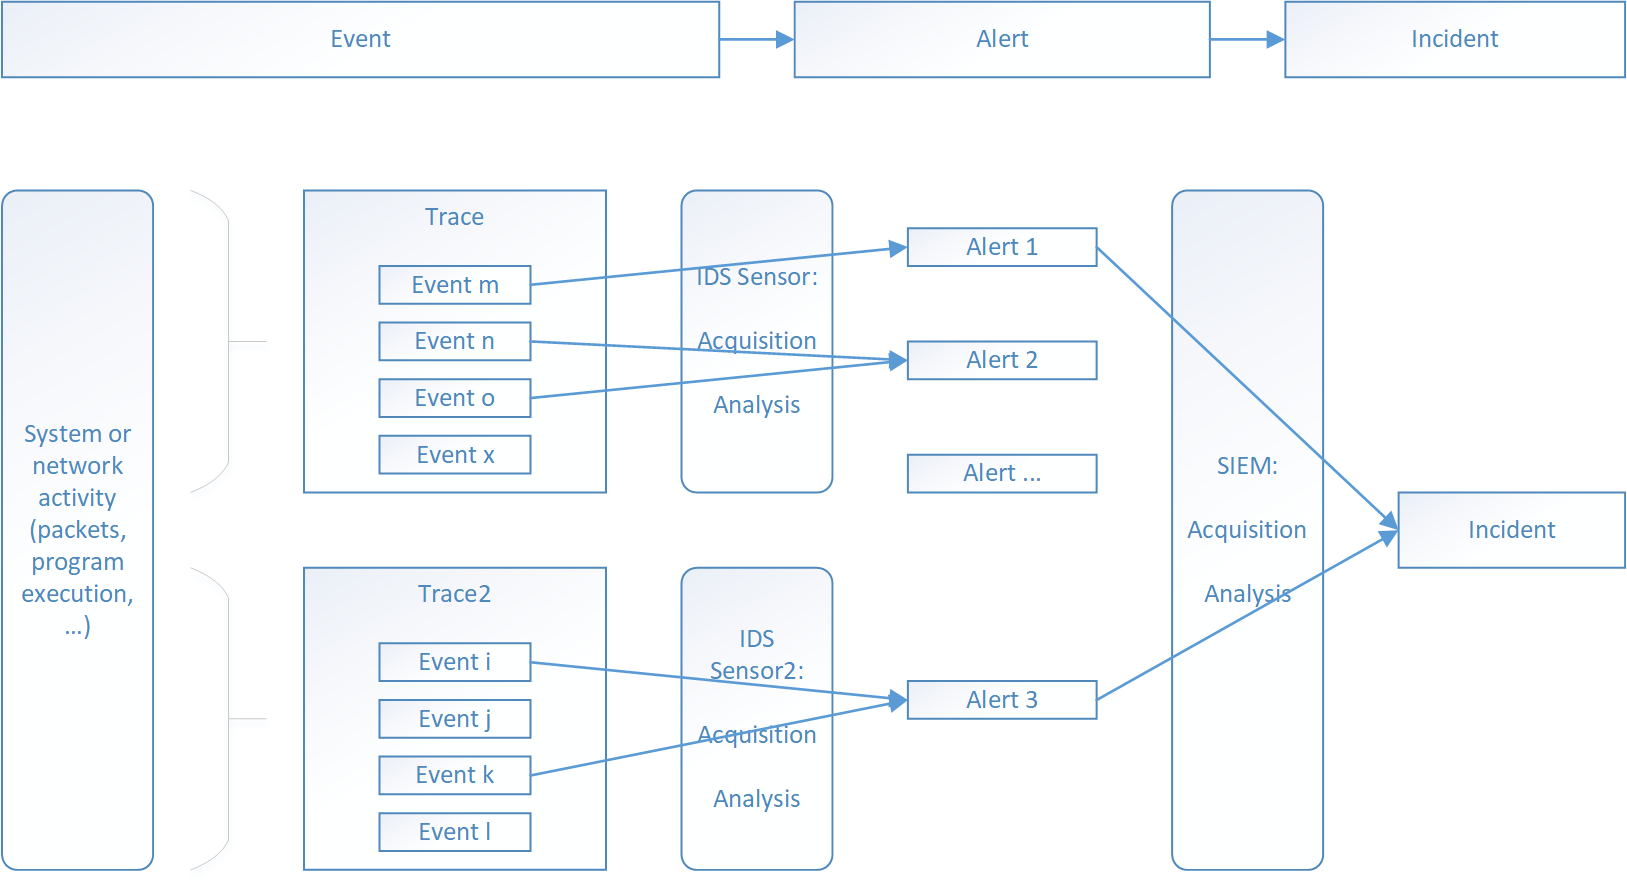 Event
Alert
Incident
System or
network
activity
(packets,
program
execution,
...)
Trace
Event m
Event n
Event o
Event x
IDS Sensor:
Acquisition
Analysis
Alert 1
Alert 2
Alert ...
Trace2
Event i
Event j
Event k
Event l
IDS
Sensor2:
Acquisition
Analysis
Alert 3
SIEM:
Acquisition
Analysis
Incident